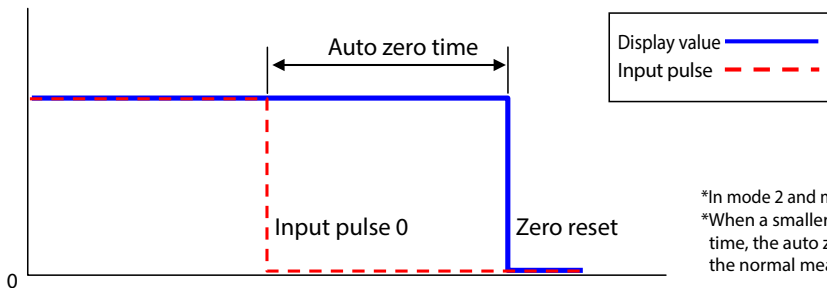 Auto zero time
Display value
Input pulse
Input pulse 0
Zero reset
*In mode 2 and
*When a smaller
time, the auto
the normal
0